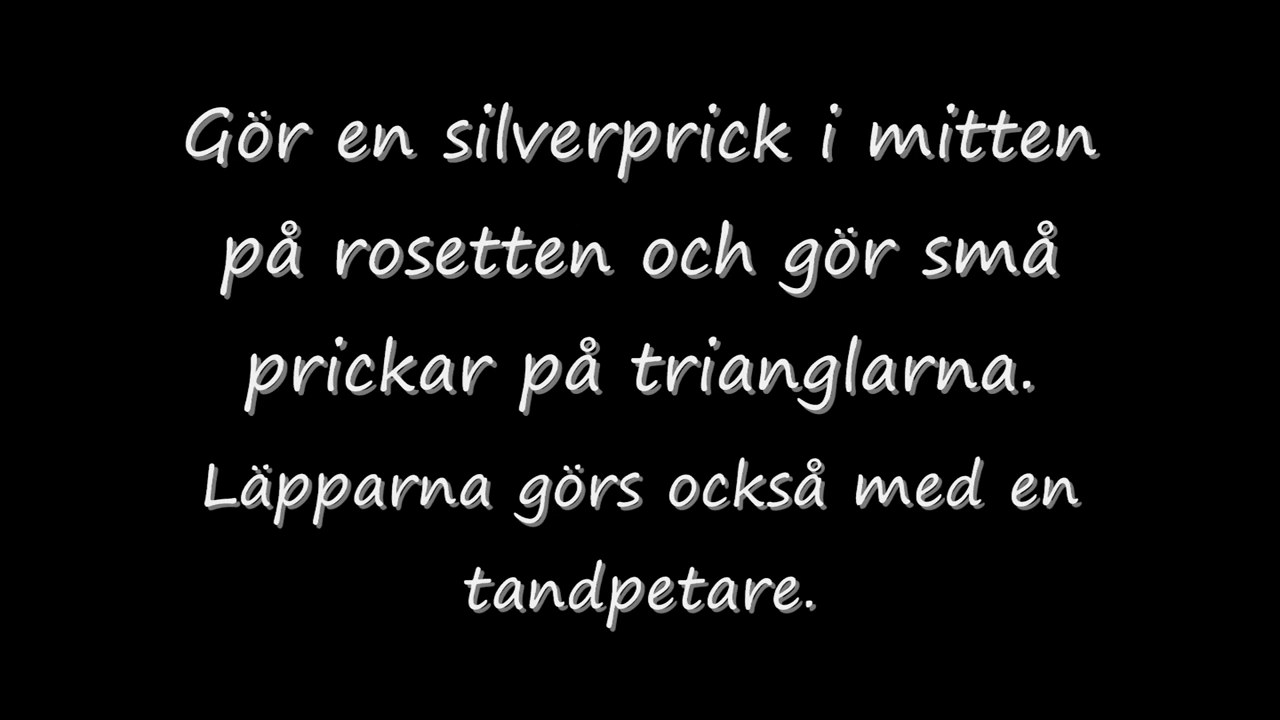 Gör en silverprick i mitten
på rosetten och gör små
prickar på trianglarna.
Läpparna görs också med en
tandpetare.